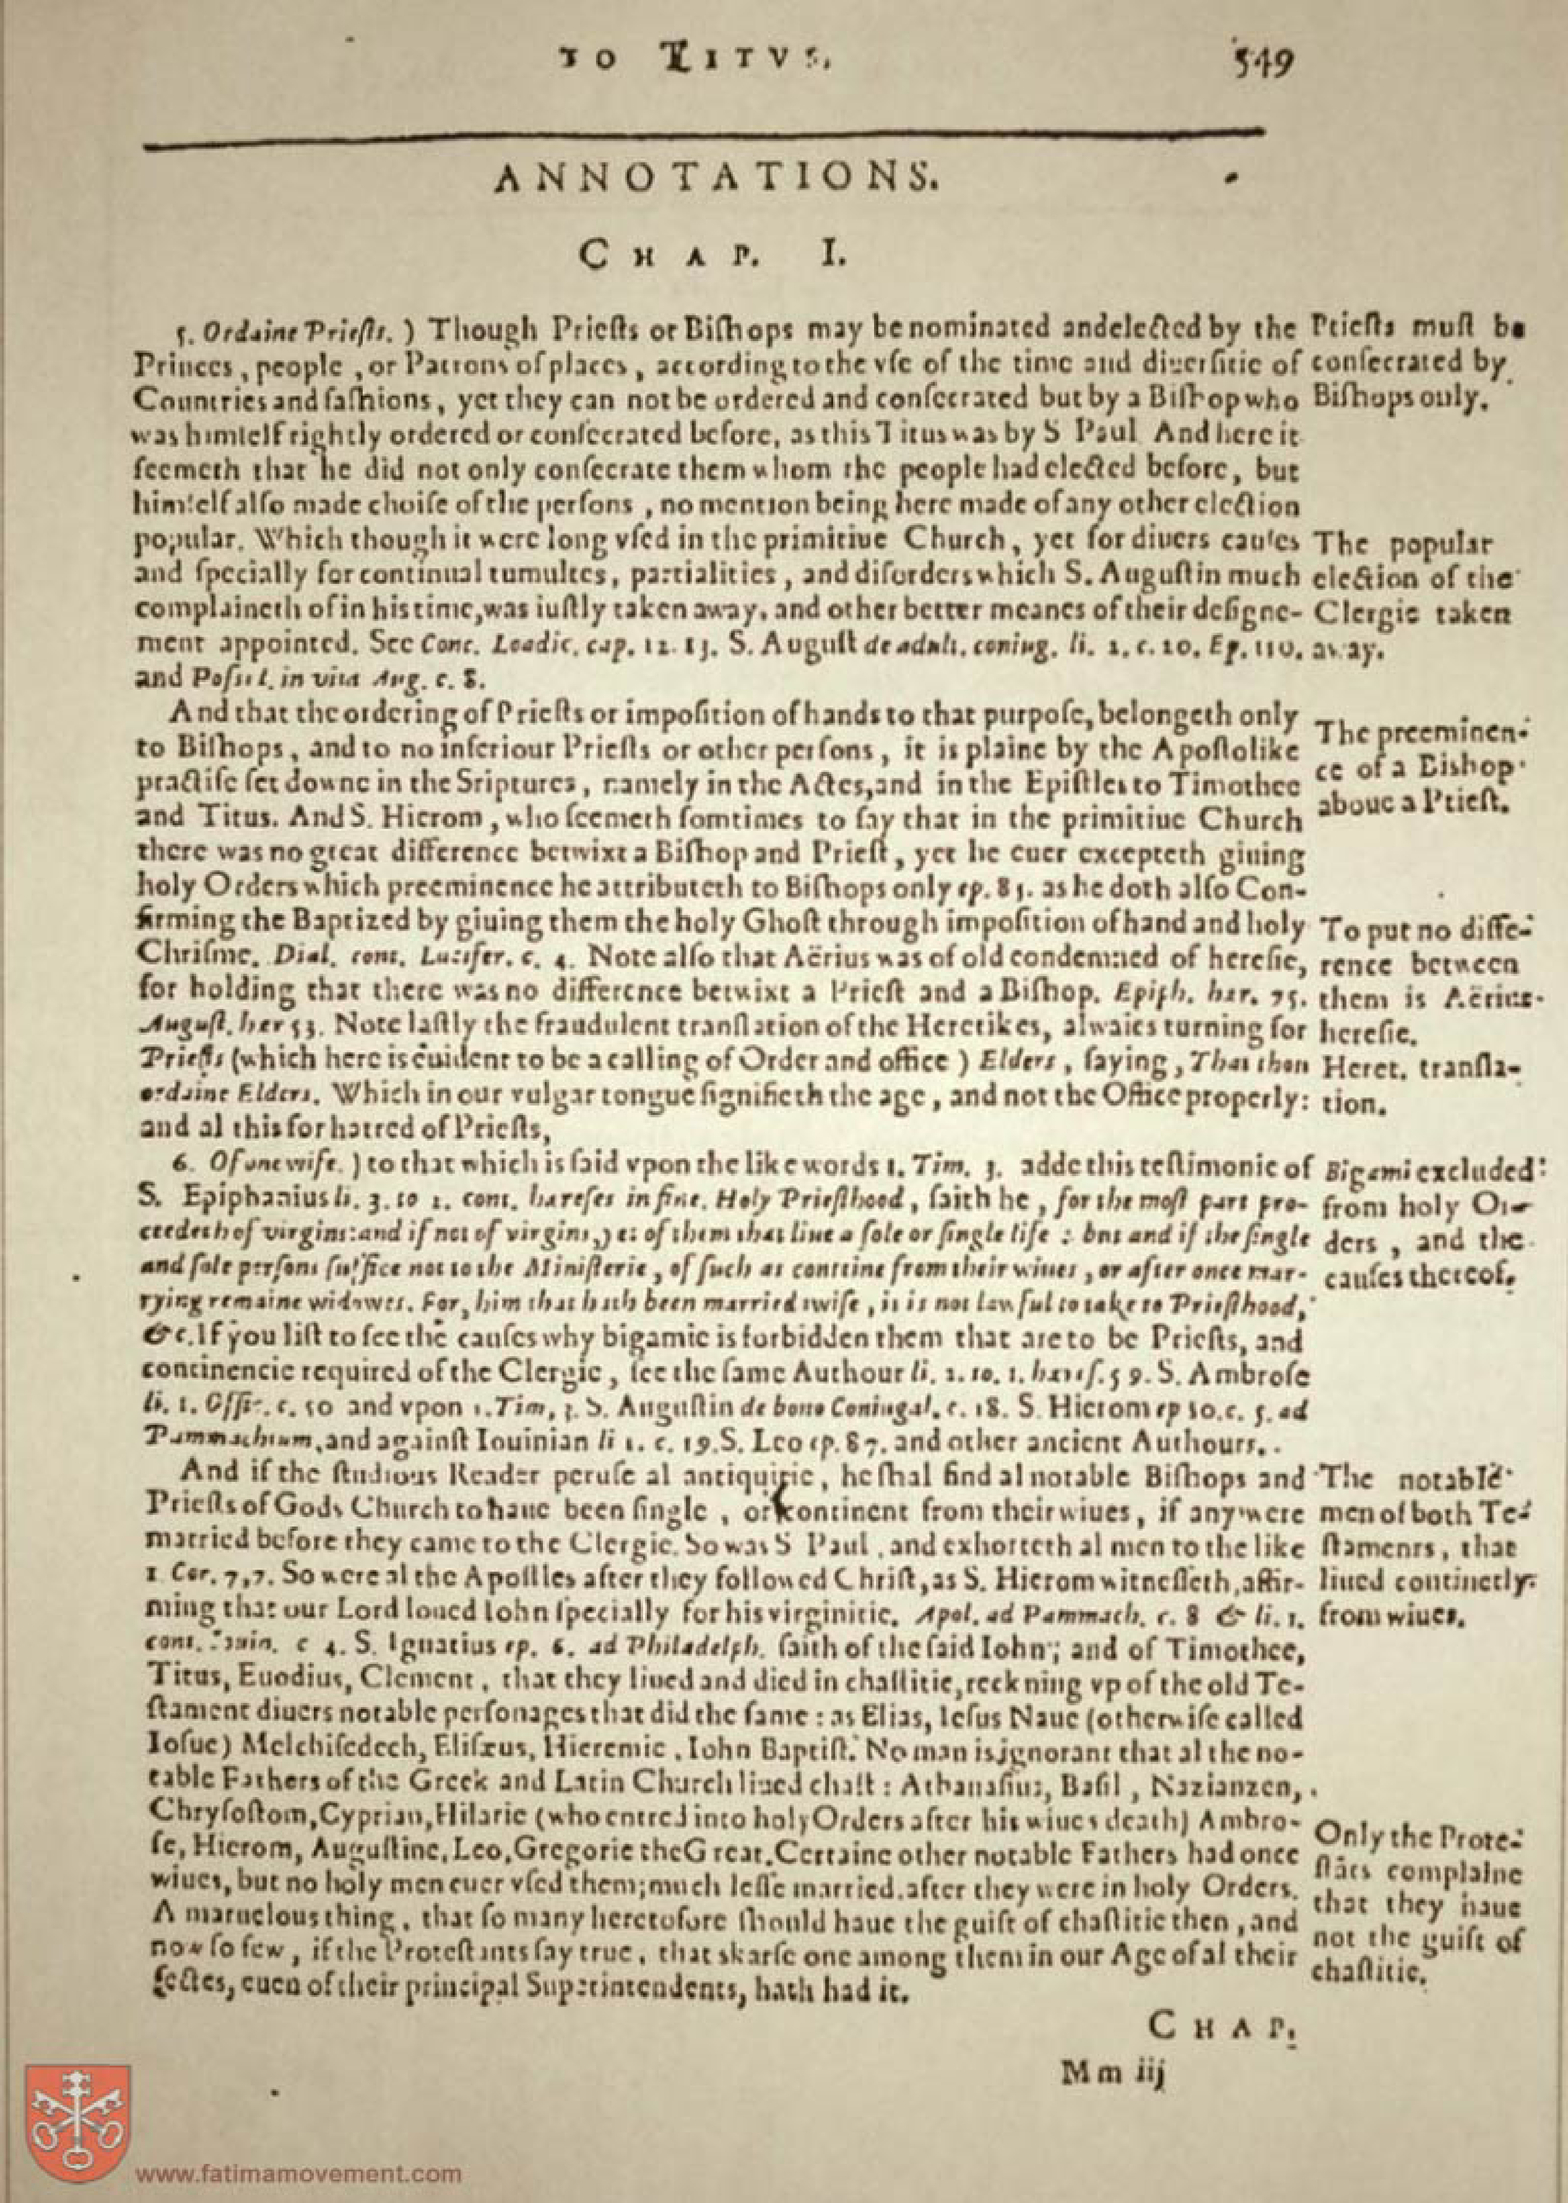 TO TITVS.
549
ANNOTATIONS.
CHAP. I.
5. Ordaine Priests.) Though Priests or Bishops may be nominated and elected by the
Princes, people, or Patrons of places, according to the vse of the time and diuersitie of
Countries and fashions, yet they can not be ordered and consecrated but by a Bishop who
was himself rightly ordered or consecrated before, as this Titus was by S Paul And here it
seemeth that he did not only consecrate them whom the people had elected before, but
himself also made choise of the persons, no mention being here made of any other election
popular. Which though it were long vsed in the primitiue Church, yet for diuers causes
and specially for continual tumultes, partialities, and disorders which S. Augustin much
complaineth of in his time, was iustly taken away, and other better meanes of their designe-
ment appointed. See Conc. Loadic. cap. 12. 13. S. August de adult. coniug. li. 2. c. 20. Ep. 110.
and Possid. in vita Aug. c. 8.
And that the ordering of Priests or imposition of hands to that purpose, belongeth only
to Bishops, and to no inferiour Priests or other persons, it is plaine by the Apostolike
practise set downe in the Sriptures, namely in the Actes, and in the Epistles to Timothee
and Titus. And S. Hierom, who seemeth somtimes to say that in the primitiue Church
there was no great difference betwixt a Bishop and Priest, yet he euer excepteth giuing
holy Orders which preeminence he attributeth to Bishops only ep. 85. as he doth also Con-
firming the Baptized by giuing them the holy Ghost through imposition of hand and holy
Chrisme. Dial. cont. Lucifer. c. 4. Note also that Aërius was of old condemned of heresie,
for holding that there was no difference betwixt a Priest and a Bishop. Epiph. hær. 75.
August. her 53. Note lastly the fraudulent translation of the Heretikes, alwaies turning for
Priests (which here is euident to be a calling of Order and office) Elders, saying, That thou
ordaine Elders. Which in our vulgar tongue signifieth the age, and not the Office properly:
and al this for hatred of Priests,
6. Of one wife.) to that which is said vpon the like words 1. Tim. 3. adde this testimonie of
S. Epiphanius li. 3. to 1. cont. hæreses in fine. Holy Priesthood, saith he, for the most part pro-
ceedeth of virgins: and if not of virgins, yet of them that liue a sole or single life: but and if the single
and sole persons suffice not to the Ministerie, of such as conteine from their wiues, or after once mar-
rying remaine widowes. For, him that hath been married twise, it is not lawful to take to Priesthood,
&c. If you list to see the causes why bigamie is forbidden them that are to be Priests, and
continencie required of the Clergie, see the same Authour li. 2. to. 1. hæres. 59. S. Ambrose
li. 1. Offic. c. 50 and vpon 1. Tim, 3. S. Augustin de bono Coniugal. c. 18. S. Hierom ep 50. c. 5. ad
Pammachium, and against Iouinian li 1. c. 19. S. Leo ep. 87. and other ancient Authours.
And if the studious Reader peruse al antiquitie, he shal find al notable Bishops and
Priests of Gods Church to haue been single, or continent from their wiues, if any were
married before they came to the Clergie. So was S Paul, and exhorteth al men to the like
1 Cor. 7,7. So were al the Apostles after they followed Christ, as S. Hierom witnesseth, affir-
ming that our Lord loued Iohn specially for his virginitie. Apol. ad Pammach. c. 8 & li. 1.
cont. Iouin. c 4. S. Ignatius ep. 6. ad Philadelph. saith of the said Iohn; and of Timothee,
Titus, Euodius, Clement, that they liued and died in chastitie, reckning vp of the old Te-
stament diuers notable personages that did the same: as Elias, Iesus Naue (otherwise called
Iosue) Melchisedech, Elisæus, Hieremie, Iohn Baptist. No man is ignorant that al the no-
table Fathers of the Greek and Latin Church liued chast: Athanasius, Basil, Nazianzen,
Chrysostom, Cyprian, Hilarie (who entred into holy Orders after his wiues death) Ambro-
se, Hierom, Augustine, Leo, Gregorie the Great. Certaine other notable Fathers had once
wiues, but no holy men euer vsed them; much lesse married, after they were in holy Orders.
A maruelous thing, that so many heretofore should haue the guift of chastitie then, and
now so few, if the Protestants say true, that skarse one among them in our Age of al their
sectes, euen of their principal Superintendents, hath had it.
Priests must be
consecrated by
Bishops only.
The popular
election of the
Clergie taken
away.
The preeminen-
ce of a Bishop
aboue a Priest.
To put no diffe-
rence between
them is Aërius
heresie.
Heret. transla-
tion.
Bigami excluded
from holy Or-
ders, and the
causes thereof.
The notable
men of both Te-
staments, that
liued continetly
from wiues.
Only the Prote-
stãts complaine
that they haue
not the guift of
chastitie.
CHAP.
Mm iij
www.fatimamovement.com